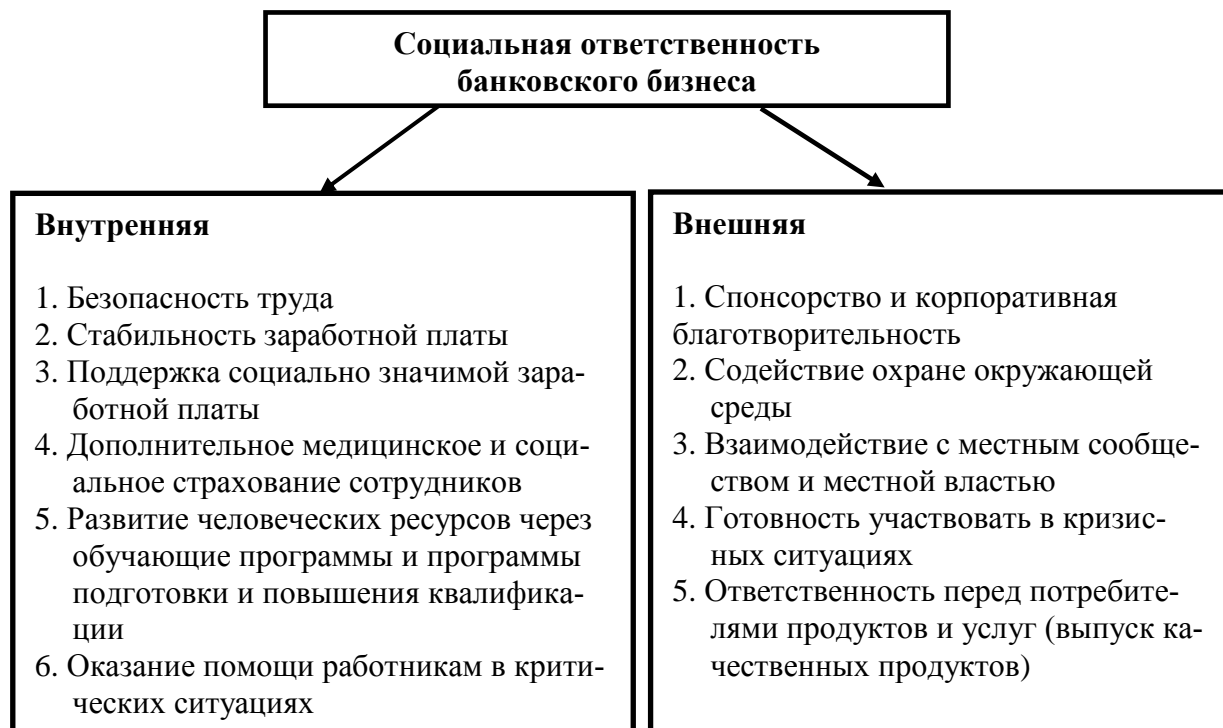 Социальная ответственность
банковского бизнеса
Внутренняя
1. Безопасность труда
2. Стабильность заработной платы
3. Поддержка социально значимой зара-
ботной платы
4. Дополнительное медицинское и соци-
альное страхование сотрудников
5. Развитие человеческих ресурсов через
обучающие программы и программы
подготовки и повышения квалифика-
ции
6. Оказание помощи работникам в крити-
ческих ситуациях
Внешняя
1. Спонсорство и корпоративная
благотворительность
2. Содействие охране окружающей
среды
3. Взаимодействие с местным сообще-
ством и местной властью
4. Готовность участвовать в кризис-
ных ситуациях
5. Ответственность перед потребите-
лями продуктов и услуг (выпуск ка-
чественных продуктов)